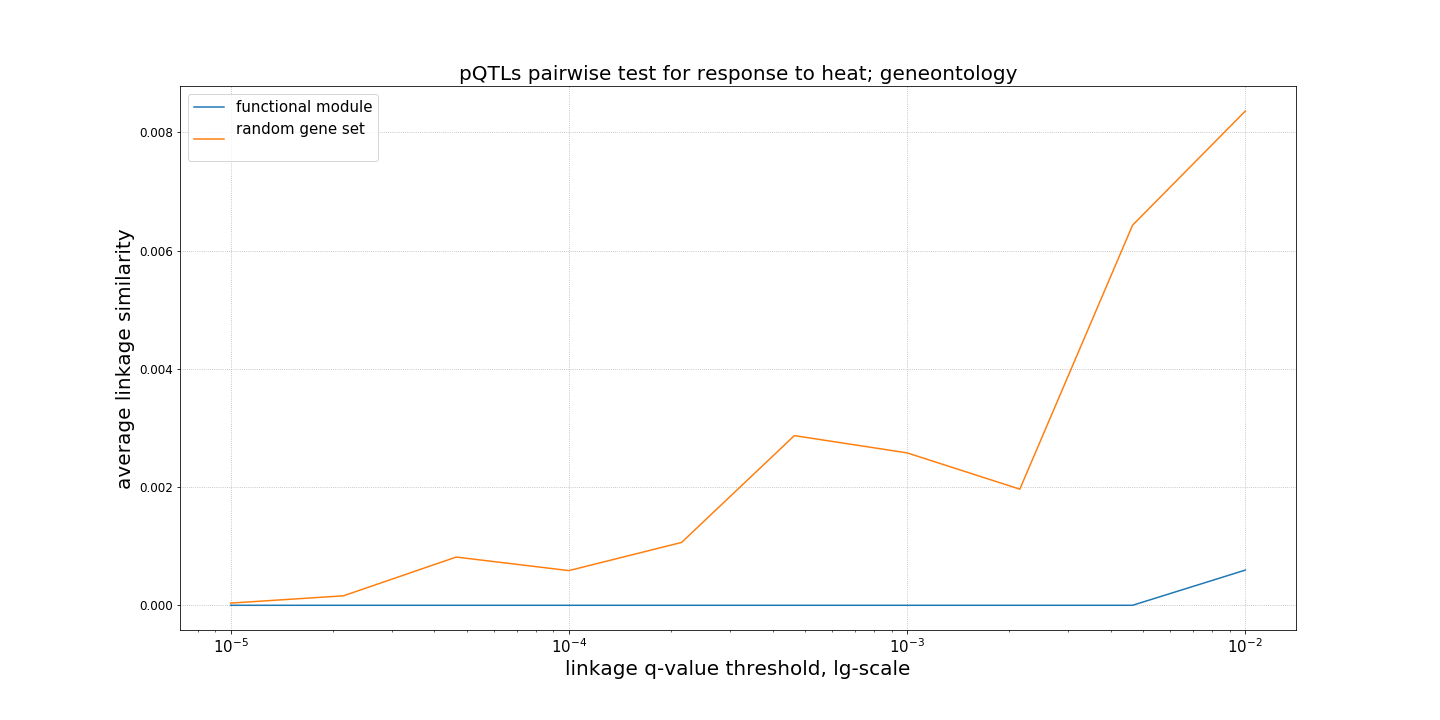 pQTLs pairwise test for response to heat; geneontology
functional module
random gene set
0.008
0.006
0.004
0.002
0.000
average linkage similarity
10⁻⁵
10⁻⁴
10⁻³
10⁻²
linkage q-value threshold, lg-scale